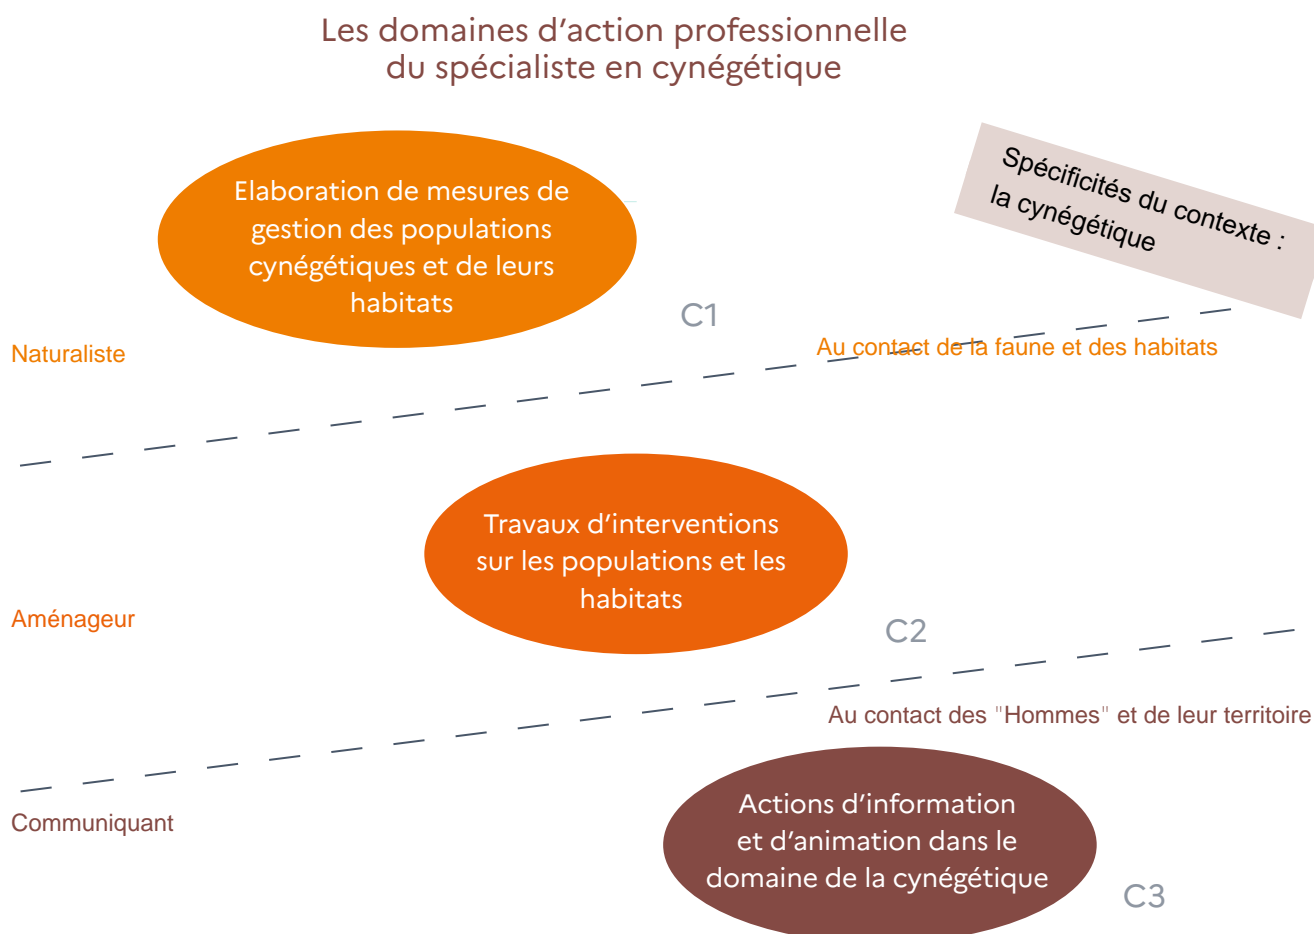 Les domaines d'action professionnelle
du spécialiste en cynégétique
Elaboration de mesures de
gestion des populations
cynégétiques et de leurs
habitats
Spécificités du contexte :
la cynégétique
C1
Naturaliste
Au contact de la faune et des habitats
Travaux d'interventions
sur les populations et les
habitats
Aménageur
C2
Au contact des "Hommes" et de leur territoire
Communiquant
Actions d'information
et d'animation dans le
domaine de la cynégétique
C3